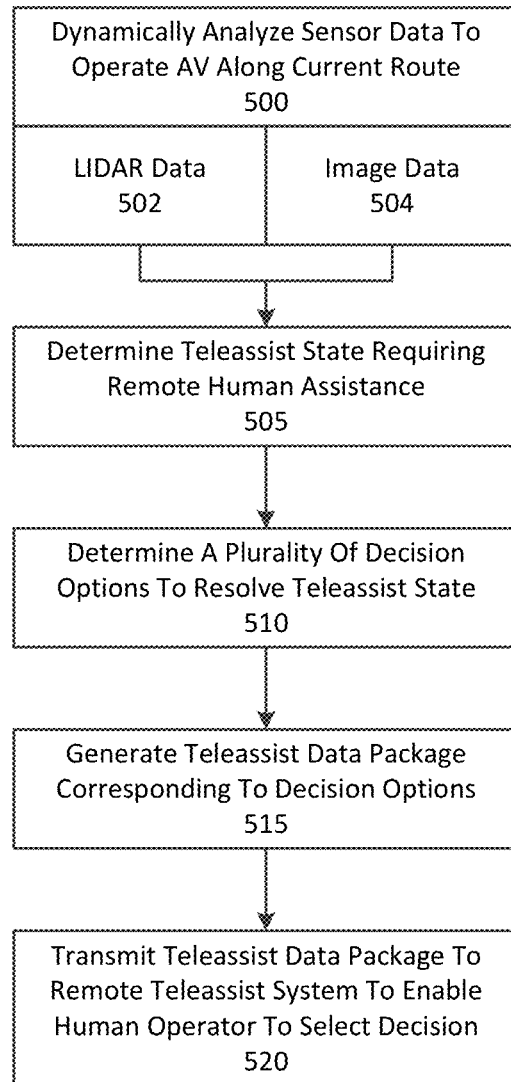 Dynamically Analyze Sensor Data To
Operate AV Along Current Route
500
LIDAR Data
502
Image Data
504
Determine Teleassist State Requiring
Remote Human Assistance
505
Determine A Plurality Of Decision
Options To Resolve Teleassist State
510
Generate Teleassist Data Package
Corresponding To Decision Options
515
Transmit Teleassist Data Package To
Remote Teleassist System To Enable
Human Operator To Select Decision
520